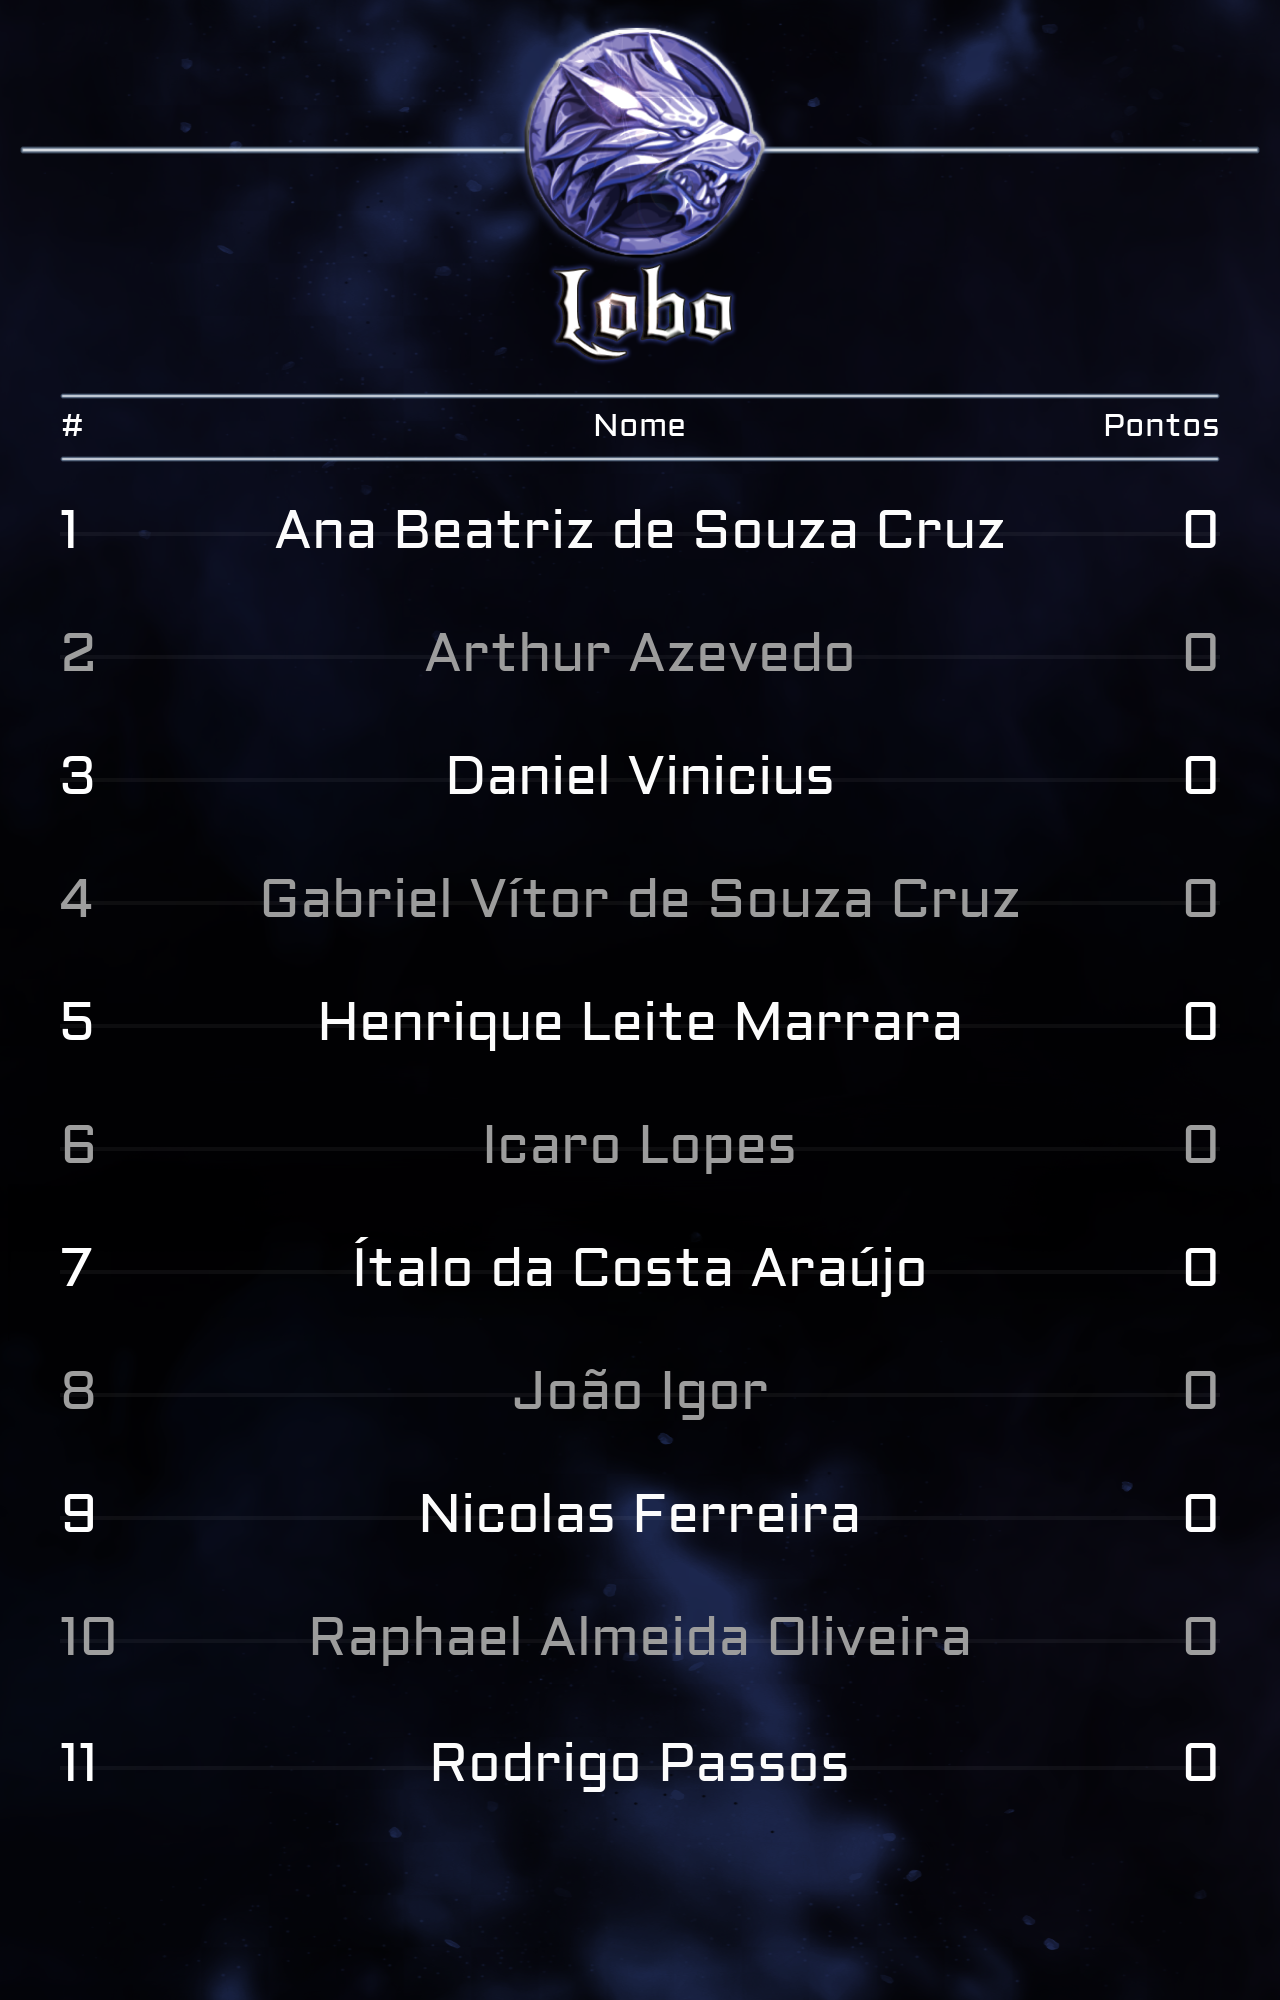 Lobo
# Nome Pontos
1 Ana Beatriz de Souza Cruz 0
2 Arthur Azevedo 0
3 Daniel Vinicius 0
4 Gabriel Vítor de Souza Cruz 0
5 Henrique Leite Marrara 0
6 Icaro Lopes 0
7 Ítalo da Costa Araújo 0
8 João Igor 0
9 Nicolas Ferreira 0
10 Raphael Almeida Oliveira 0
11 Rodrigo Passos 0